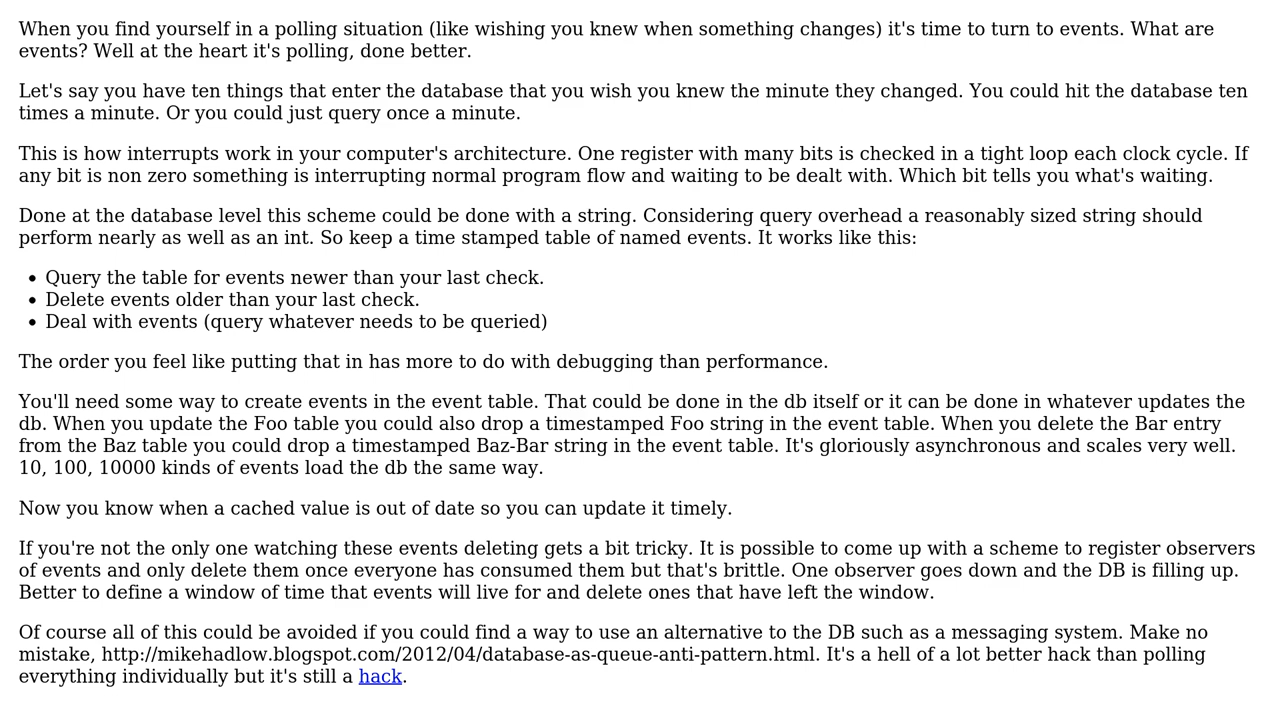 When you find yourself in a polling situation (like wishing you knew when something changes) it's time to turn to events. What are
events? Well at the heart it's polling, done better.
Let's say you have ten things that enter the database that you wish you knew the minute they changed. You could hit the database ten
times a minute. Or you could just query once a minute.
This is how interrupts work in your computer's architecture. One register with many bits is checked in a tight loop each clock cycle. If
any bit is non zero something is interrupting normal program flow and waiting to be dealt with. Which bit tells you what's waiting.
Done at the database level this scheme could be done with a string. Considering query overhead a reasonably sized string should
perform nearly as well as an int. So keep a time stamped table of named events. It works like this:
• Query the table for events newer than your last check.
• Delete events older than your last check.
• Deal with events (query whatever needs to be queried)
The order you feel like putting that in has more to do with debugging than performance.
You'll need some way to create events in the event table. That could be done in the db itself or it can be done in whatever updates the
db. When you update the Foo table you could also drop a timestamped Foo string in the event table. When you delete the Bar entry
from the Baz table you could drop a timestamped Baz-Bar string in the event table. It's gloriously asynchronous and scales very well.
10, 100, 10000 kinds of events load the db the same way.
Now you know when a cached value is out of date so you can update it timely.
If you're not the only one watching these events deleting gets a bit tricky. It is possible to come up with a scheme to register observers
of events and only delete them once everyone has consumed them but that's brittle. One observer goes down and the DB is filling up.
Better to define a window of time that events will live for and delete ones that have left the window.
Of course all of this could be avoided if you could find a way to use an alternative to the DB such as a messaging system. Make no
mistake, http://mikehadlow.blogspot.com/2012/04/database-as-queue-anti-pattern.html. It's a hell of a lot better hack than polling
everything individually but it's still a hack.